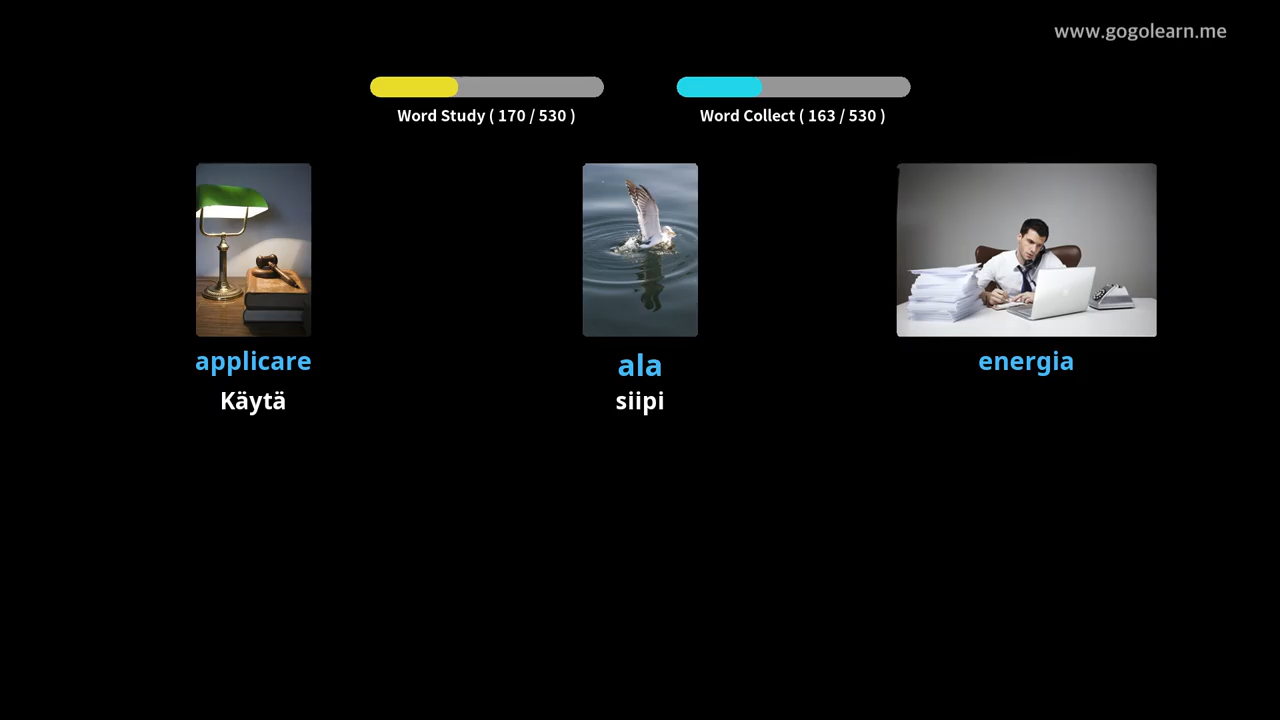 www.gogolearn.me
Word Study ( 170 / 530 )
Word Collect ( 163 / 530 )
applicare
Käytä
ala
siipi
energia